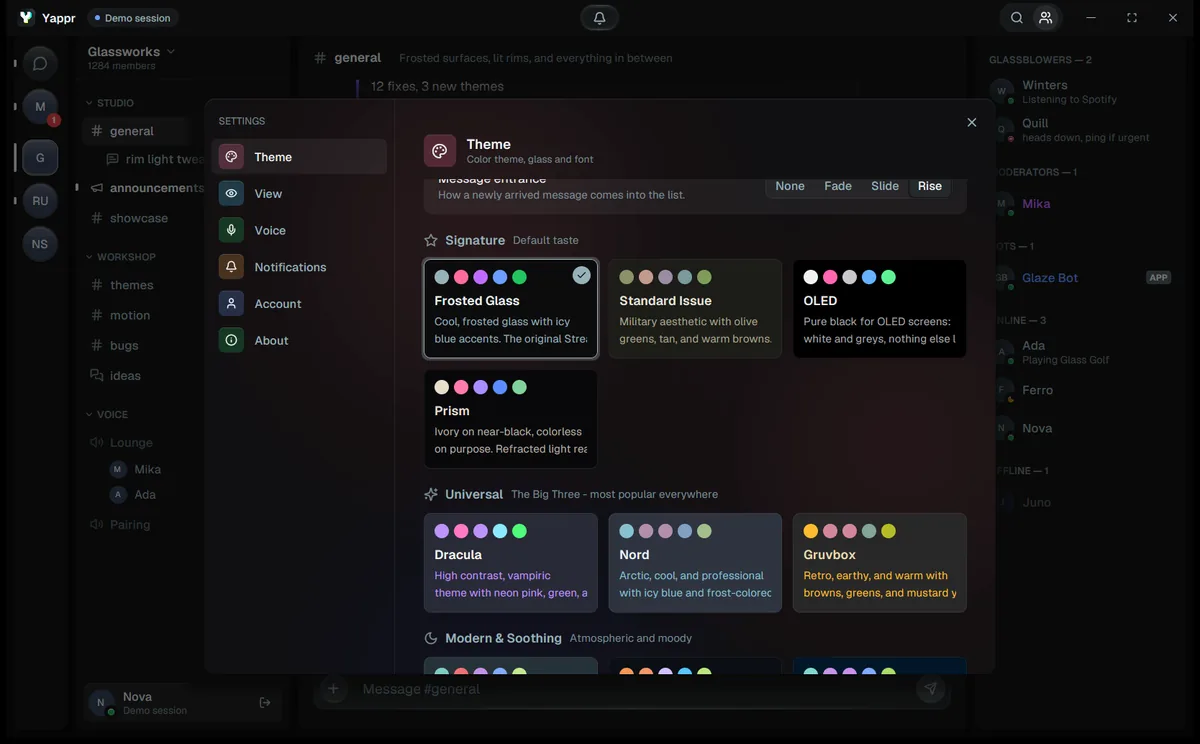 Yappr
Demo session
Glassworks
1284 members
STUDIO
# general
rim light twea
announcements
# showcase
WORKSHOP
# themes
# motion
# bugs
ideas
VOICE
Lounge
M Mika
A Ada
Pairing
M
1
G
RU
NS
N Nova
Demo session
# general Frosted surfaces, lit rims, and everything in between
12 fixes, 3 new themes
SETTINGS
Theme
View
Voice
Notifications
Account
About
Theme
Color theme, glass and font
Message entrance
How a newly arrived message comes into the list.
None Fade Slide Rise
Signature Default taste
Frosted Glass
Cool, frosted glass with icy
blue accents. The original Strea
Standard Issue
Military aesthetic with olive
greens, tan, and warm browns.
OLED
Pure black for OLED screens:
white and greys, nothing else l
Prism
Ivory on near-black, colorless
on purpose. Refracted light rea
Universal The Big Three - most popular everywhere
Dracula
High contrast, vampiric
theme with neon pink, green, a
Nord
Arctic, cool, and professional
with icy blue and frost-colored
Gruvbox
Retro, earthy, and warm with
browns, greens, and mustard y
Modern & Soothing Atmospheric and moody
+ Message #general
GLASSBLOWERS — 2
W Winters
Listening to Spotify
Q Quill
heads down, ping if urgent
ODERATORS — 1
M Mika
OTS — 1
GB Glaze Bot APP
NLINE — 3
A Ada
Playing Glass Golf
F Ferro
N Nova
FFLINE — 1
J Juno